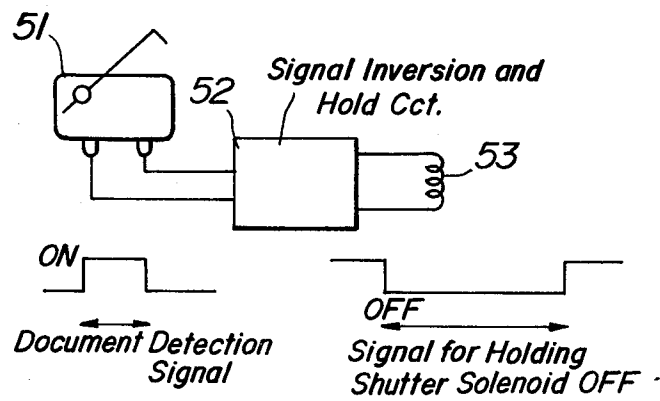 51
52
Signal Inversion and
Hold Cct.
53
ON
OFF
Document Detection
Signal
Signal for Holding
Shutter Solenoid OFF